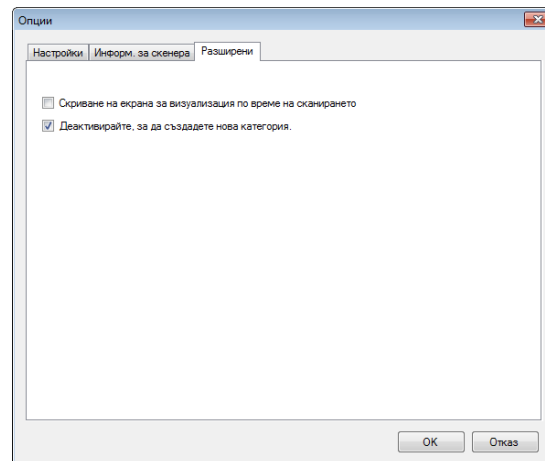 Опции
Настройки Информ. за скенера Разширени
Скриване на екрана за визуализация по време на сканирането
Деактивирайте, за да създадете нова категория.
OK Отказ